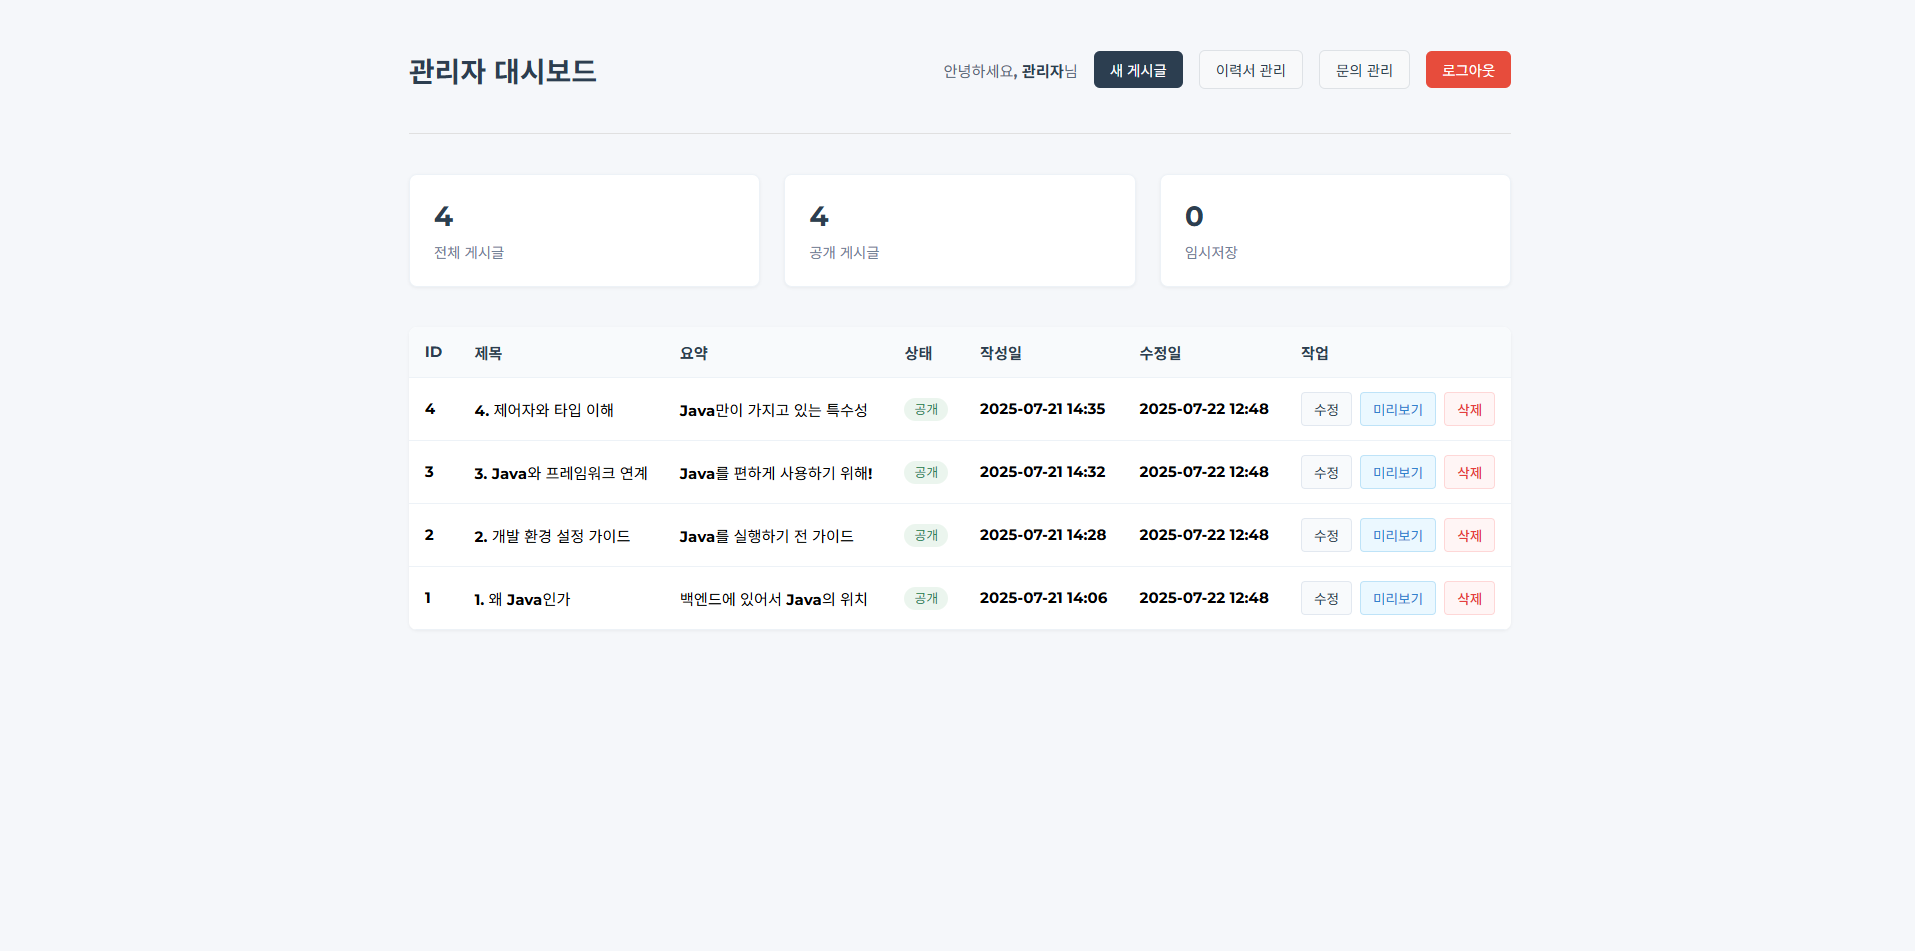 관리자 대시보드
안녕하세요, 관리자님 새 게시글 이력서 관리 문의 관리 로그아웃
4
전체 게시글
4
공개 게시글
0
임시저장
ID 제목 요약 상태 작성일 수정일 작업
4 4. 제어자와 타입 이해 Java만이 가지고 있는 특수성 공개 2025-07-21 14:35 2025-07-22 12:48 수정 미리보기 삭제
3 3. Java와 프레임워크 연계 Java를 편하게 사용하기 위해! 공개 2025-07-21 14:32 2025-07-22 12:48 수정 미리보기 삭제
2 2. 개발 환경 설정 가이드 Java를 실행하기 전 가이드 공개 2025-07-21 14:28 2025-07-22 12:48 수정 미리보기 삭제
1 1. 왜 Java인가 백엔드에 있어서 Java의 위치 공개 2025-07-21 14:06 2025-07-22 12:48 수정 미리보기 삭제